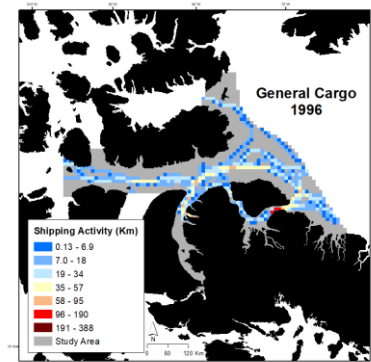 General Cargo
1996
Shipping Activity (Km)
0.13 - 6.9
7.0 - 18
19 - 34
35 - 57
58 - 95
96 - 190
191 - 388
Study Area
N
0 60 120 Km